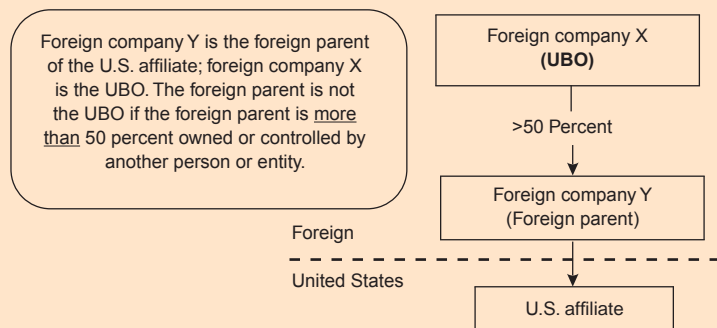 Foreign company Y is the foreign parent
of the U.S. affiliate; foreign company X
is the UBO. The foreign parent is not
the UBO if the foreign parent is more
than 50 percent owned or controlled by
another person or entity.
Foreign company X
(UBO)
>50 Percent
Foreign company Y
(Foreign parent)
Foreign
United States
U.S. affiliate